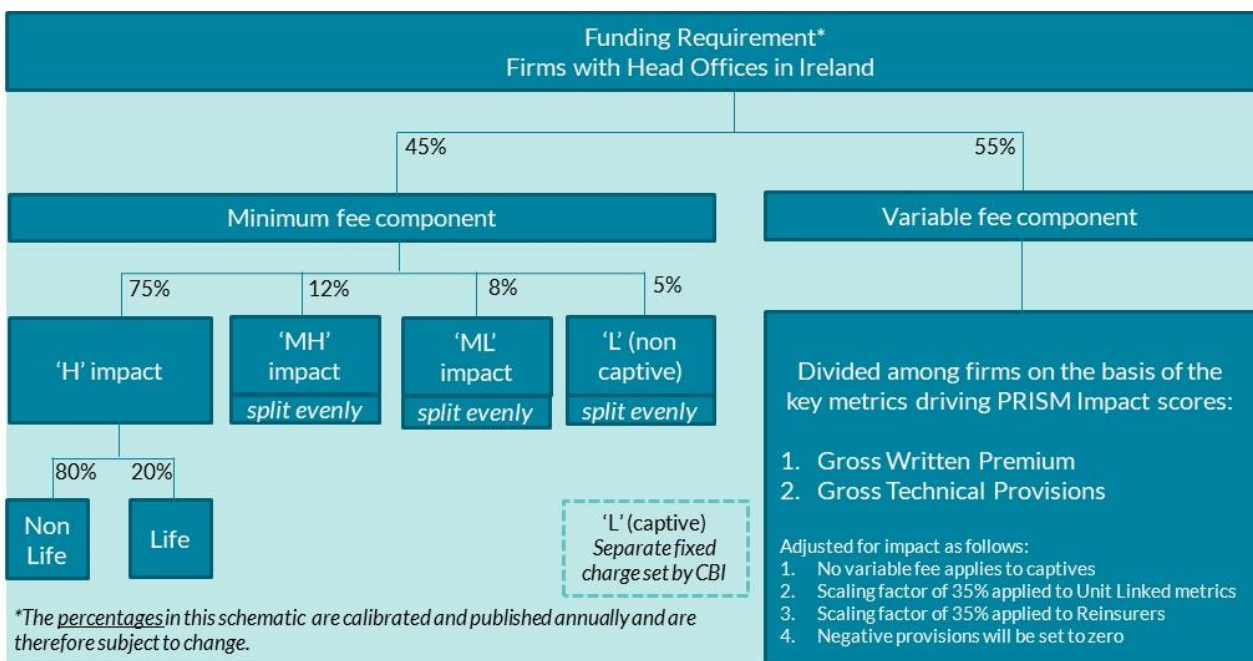 Funding Requirement*
Firms with Head Offices in Ireland
45%
55%
Minimum fee component
Variable fee component
75%
12%
8%
5%
‘H’ impact
‘MH’
impact
split evenly
‘ML’
impact
split evenly
‘L’ (non
captive)
split evenly
80%
20%
Non
Life
Life
‘L’ (captive)
Separate fixed
charge set by CBI
Divided among firms on the basis of the
key metrics driving PRISM Impact scores:
1. Gross Written Premium
2. Gross Technical Provisions
Adjusted for impact as follows:
1. No variable fee applies to captives
2. Scaling factor of 35% applied to Unit Linked metrics
3. Scaling factor of 35% applied to Reinsurers
4. Negative provisions will be set to zero
*The percentages in this schematic are calibrated and published annually and are
therefore subject to change.